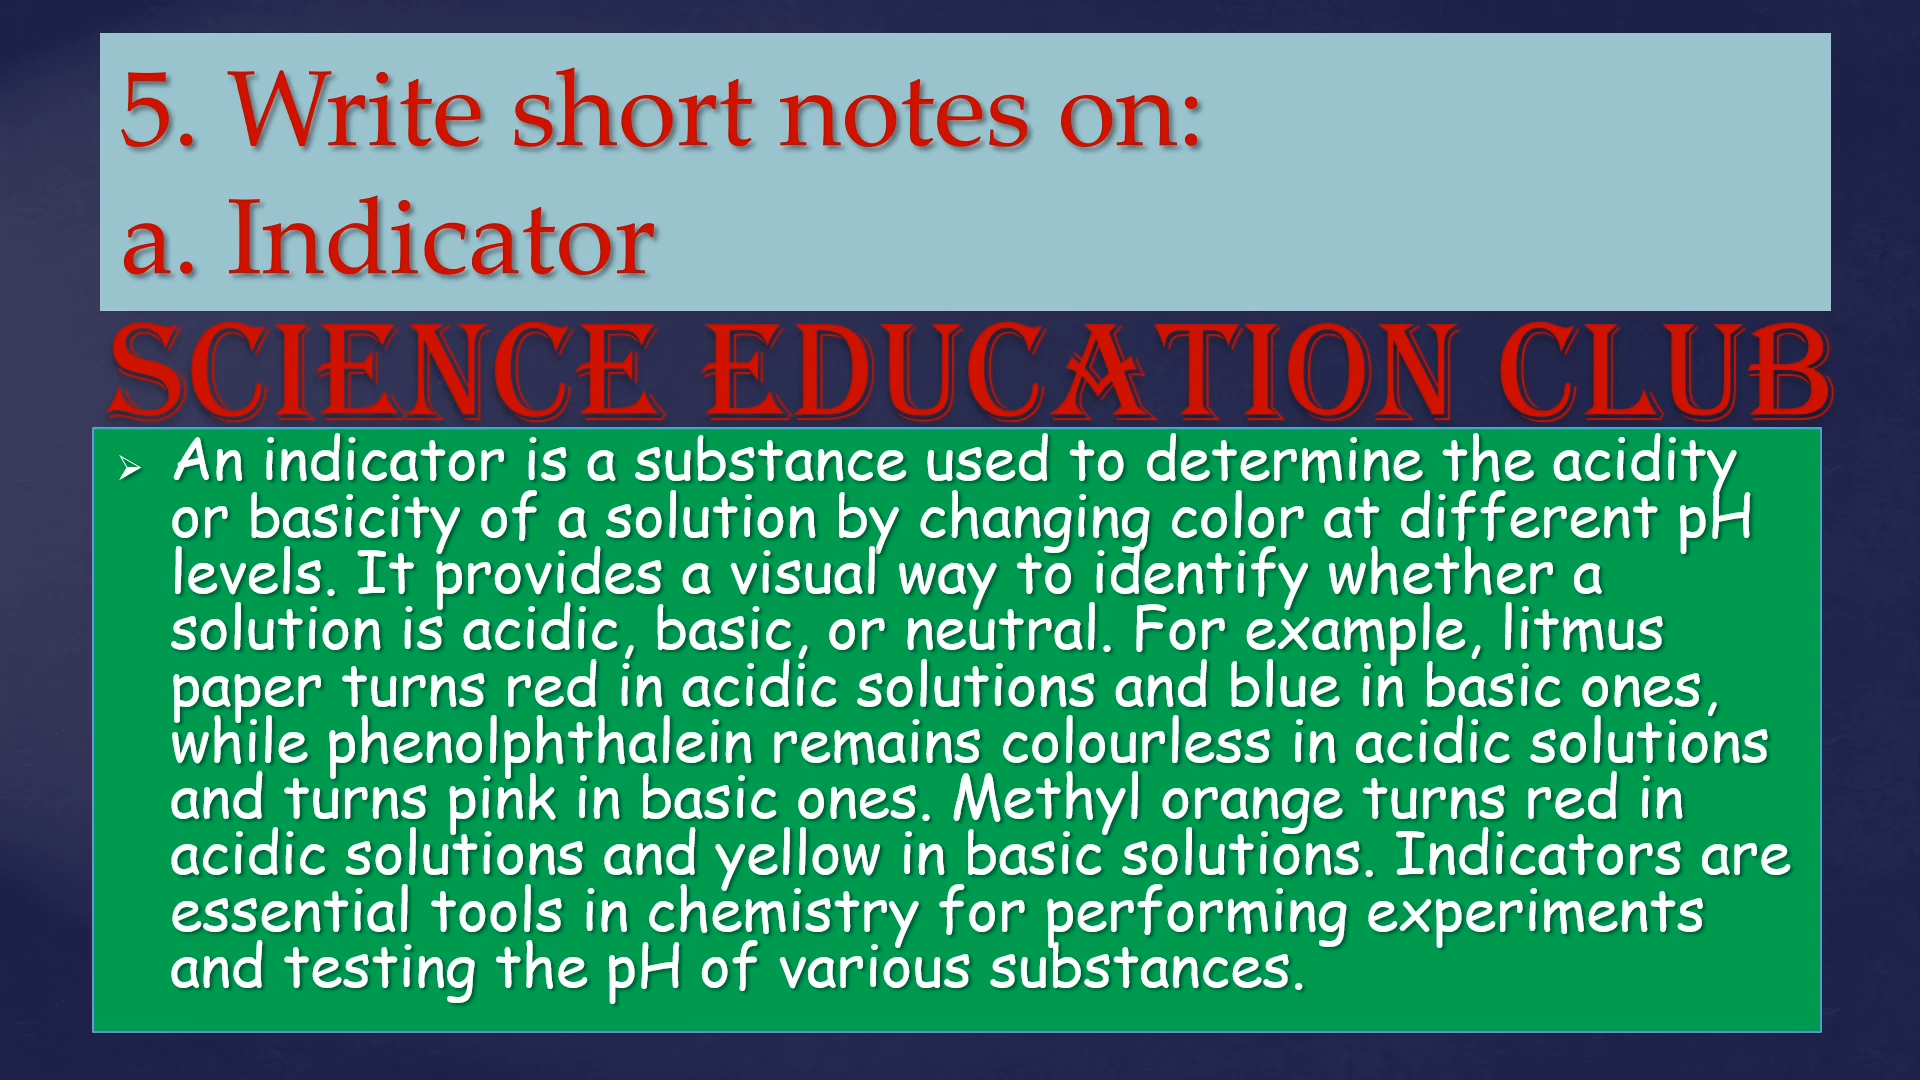 5. Write short notes on:
a. Indicator
SCIENCE EDUCATION CLUB
➢ An indicator is a substance used to determine the acidity
or basicity of a solution by changing color at different pH
levels. It provides a visual way to identify whether a
solution is acidic, basic, or neutral. For example, litmus
paper turns red in acidic solutions and blue in basic ones,
while phenolphthalein remains colourless in acidic solutions
and turns pink in basic ones. Methyl orange turns red in
acidic solutions and yellow in basic solutions. Indicators are
essential tools in chemistry for performing experiments
and testing the pH of various substances.